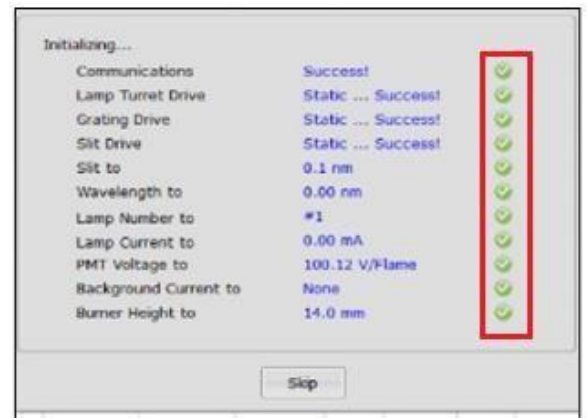 Initializing...
Communications Success!
Lamp Turret Drive Static ... Success!
Grating Drive Static ... Success!
Slit Drive Static ... Success!
Slit to 0.1 nm
Wavelength to 0.00 nm
Lamp Number to #1
Lamp Current to 0.00 mA
PMT Voltage to 100.12 V/Flame
Background Current to None
Burner Height to 14.0 mm
Skip